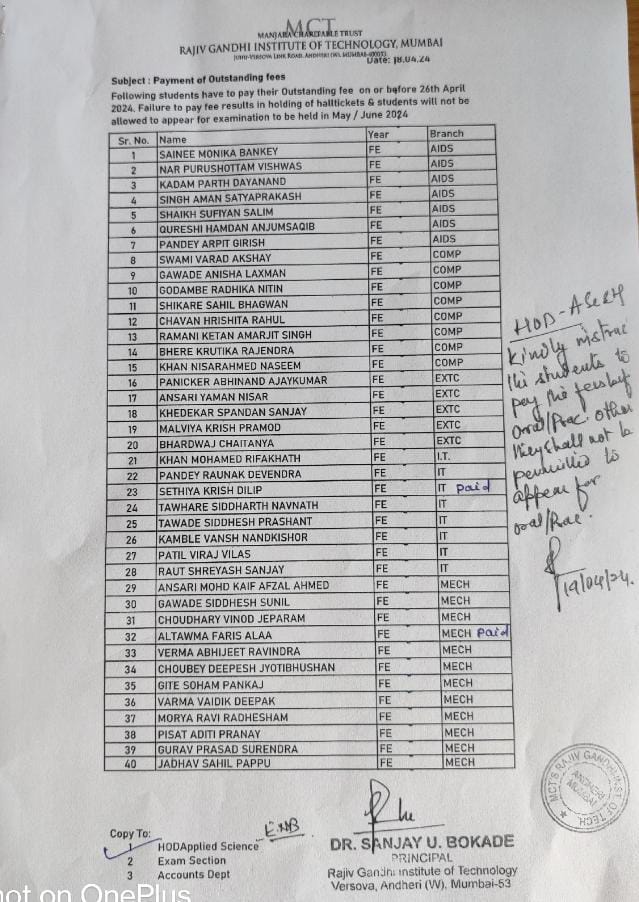 MCT
MANJARA CHARITABLE TRUST
RAJIV GANDHI INSTITUTE OF TECHNOLOGY, MUMBAI
JUHU-VERSOVA LINK ROAD, ANDHERI (W), MUMBAI-400053
Date: 18.04.24
Subject : Payment of Outstanding fees
Following students have to pay their Outstanding fee on or before 26th April
2024. Failure to pay fee results in holding of halltickets & students will not be
allowed to appear for examination to be held in May / June 2024
Sr. No. Name Year Branch
1 SAINEE MONIKA BANKEY FE AIDS
2 NAR PURUSHOTTAM VISHWAS FE AIDS
3 KADAM PARTH DAYANAND FE AIDS
4 SINGH AMAN SATYAPRAKASH FE AIDS
5 SHAIKH SUFIYAN SALIM FE AIDS
6 QURESHI HAMDAN ANJUMSAQIB FE AIDS
7 PANDEY ARPIT GIRISH FE AIDS
8 SWAMI VARAD AKSHAY FE COMP
9 GAWADE ANISHA LAXMAN FE COMP
10 GODAMBE RADHIKA NITIN FE COMP
11 SHIKARE SAHIL BHAGWAN FE COMP
12 CHAVAN HRISHITA RAHUL FE COMP
13 RAMANI KETAN AMARJIT SINGH FE COMP
14 BHERE KRUTIKA RAJENDRA FE COMP
15 KHAN NISARAHMED NASEEM FE COMP
16 PANICKER ABHINAND AJAYKUMAR FE EXTC
17 ANSARI YAMAN NISAR FE EXTC
18 KHEDEKAR SPANDAN SANJAY FE EXTC
19 MALVIYA KRISH PRAMOD FE EXTC
20 BHARDWAJ CHAITANYA FE EXTC
21 KHAN MOHAMED RIFAKHATH FE I.T.
22 PANDEY RAUNAK DEVENDRA FE IT
23 SETHIYA KRISH DILIP FE IT paid
24 TAWHARE SIDDHARTH NAVNATH FE IT
25 TAWADE SIDDHESH PRASHANT FE IT
26 KAMBLE VANSH NANDKISHOR FE IT
27 PATIL VIRAJ VILAS FE IT
28 RAUT SHREYASH SANJAY FE IT
29 ANSARI MOHD KAIF AFZAL AHMED FE MECH
30 GAWADE SIDDHESH SUNIL FE MECH
31 CHOUDHARY VINOD JEPARAM FE MECH
32 ALTAWMA FARIS ALAA FE MECH paid
33 VERMA ABHIJEET RAVINDRA FE MECH
34 CHOUBEY DEEPESH JYOTIBHUSHAN FE MECH
35 GITE SOHAM PANKAJ FE MECH
36 VARMA VAIDIK DEEPAK FE MECH
37 MORYA RAVI RADHESHAM FE MECH
38 PISAT ADITI PRANAY FE MECH
39 GURAV PRASAD SURENDRA FE MECH
40 JADHAV SAHIL PAPPU FE MECH
HOD-AS&H
Kindly
the students to
pay the fees
Oral/Prac. other
they shall not be
permitted to
appear for
oral/Prac.
19/04/24.
MCT'S RAJIV GANDHI INST. OF TECH
ANDHERI
MUMBAI
Copy To:
1 HODApplied Science
2 Exam Section
3 Accounts Dept
DR. SANJAY U. BOKADE
PRINCIPAL
Rajiv Gandhi Institute of Technology
Versova, Andheri (W), Mumbai-53
hot on OnePlus